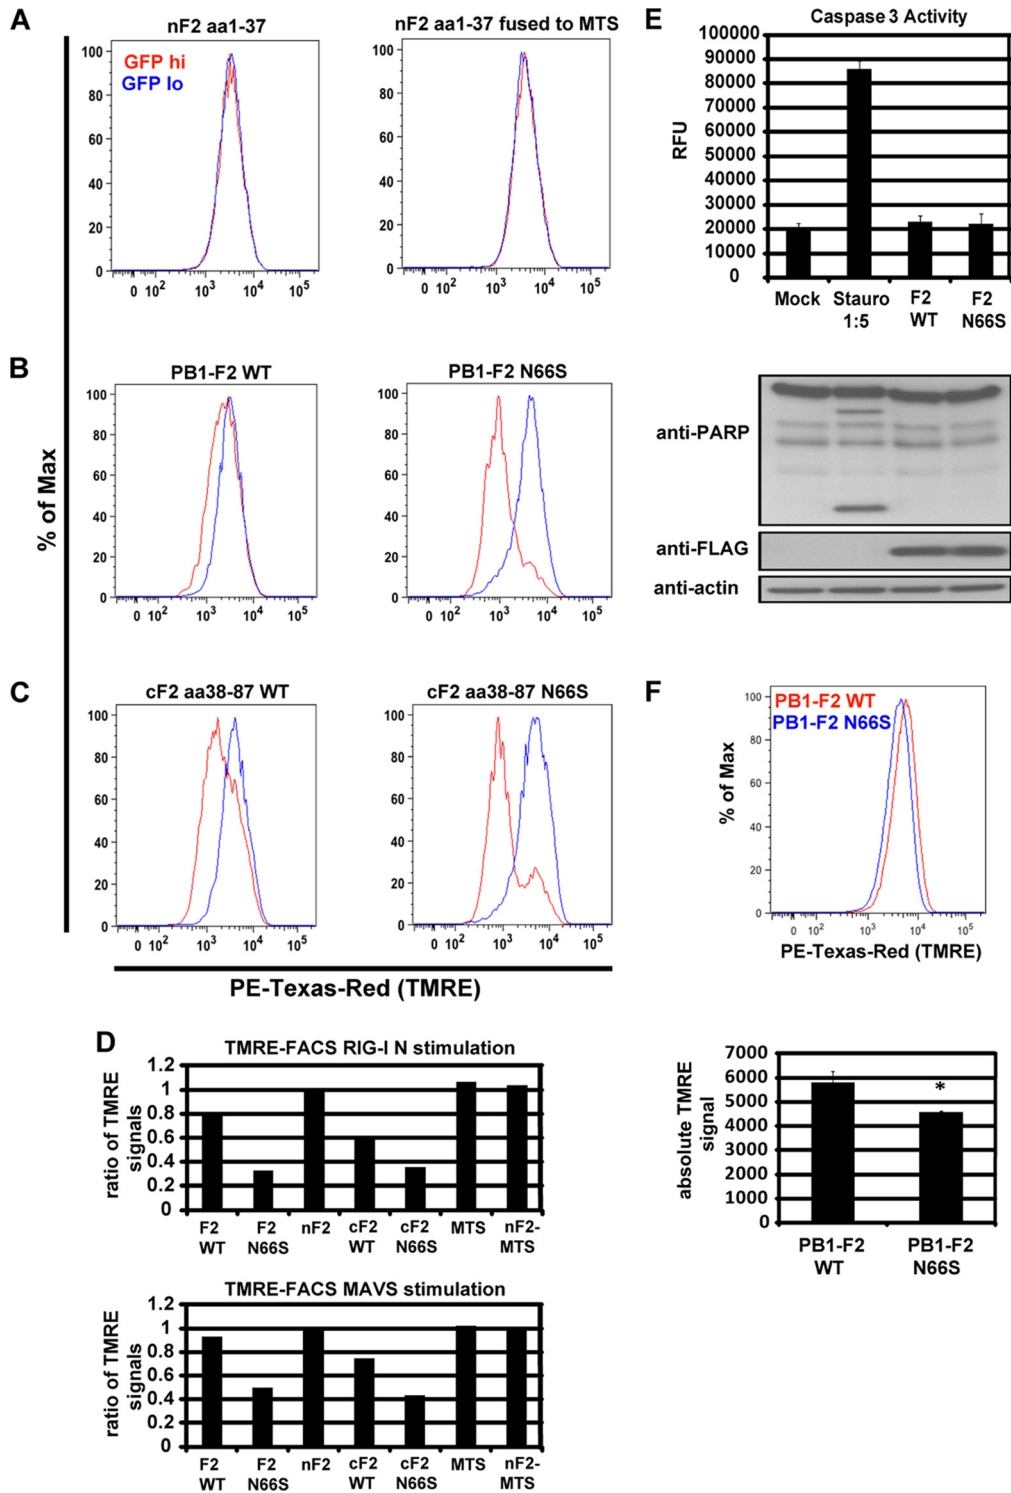 A
nF2 aa1-37
GFP hi
GFP lo
100
80
60
40
20
0
0 10² 10³ 10⁴ 10⁵
nF2 aa1-37 fused to MTS
100
80
60
40
20
0
0 10² 10³ 10⁴ 10⁵
B
PB1-F2 WT
100
80
60
40
20
0
0 10² 10³ 10⁴ 10⁵
PB1-F2 N66S
100
80
60
40
20
0
0 10² 10³ 10⁴ 10⁵
% of Max
C
cF2 aa38-87 WT
100
80
60
40
20
0
0 10² 10³ 10⁴ 10⁵
cF2 aa38-87 N66S
100
80
60
40
20
0
0 10² 10³ 10⁴ 10⁵
PE-Texas-Red (TMRE)
D
TMRE-FACS RIG-I N stimulation
ratio of TMRE
signals
1.2
1
0.8
0.6
0.4
0.2
0
F2 F2 nF2 cF2 cF2 MTS nF2-
WT N66S WT N66S MTS
TMRE-FACS MAVS stimulation
ratio of TMRE
signals
1.2
1
0.8
0.6
0.4
0.2
0
F2 F2 nF2 cF2 cF2 MTS nF2-
WT N66S WT N66S MTS
E
Caspase 3 Activity
RFU
100000
90000
80000
70000
60000
50000
40000
30000
20000
10000
0
Mock Stauro F2 F2
1:5 WT N66S
anti-PARP
anti-FLAG
anti-actin
F
PB1-F2 WT
PB1-F2 N66S
% of Max
100
80
60
40
20
0
0 10² 10³ 10⁴ 10⁵
PE-Texas-Red (TMRE)
absolute TMRE
signal
7000
6000
5000
4000
3000
2000
1000
0
*
PB1-F2 PB1-F2
WT N66S